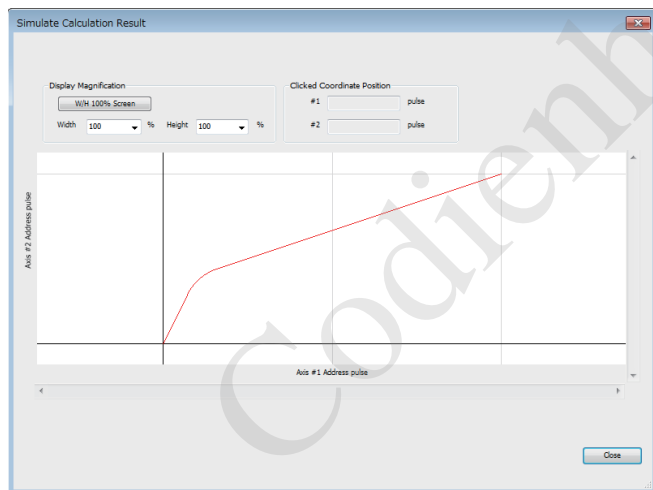 Simulate Calculation Result
Display Magnification
W/H 100% Screen
Width 100 % Height 100 %
Clicked Coordinate Position
#1 pulse
#2 pulse
Axis #2 Address pulse
Axis #1 Address pulse
Close
Codienh